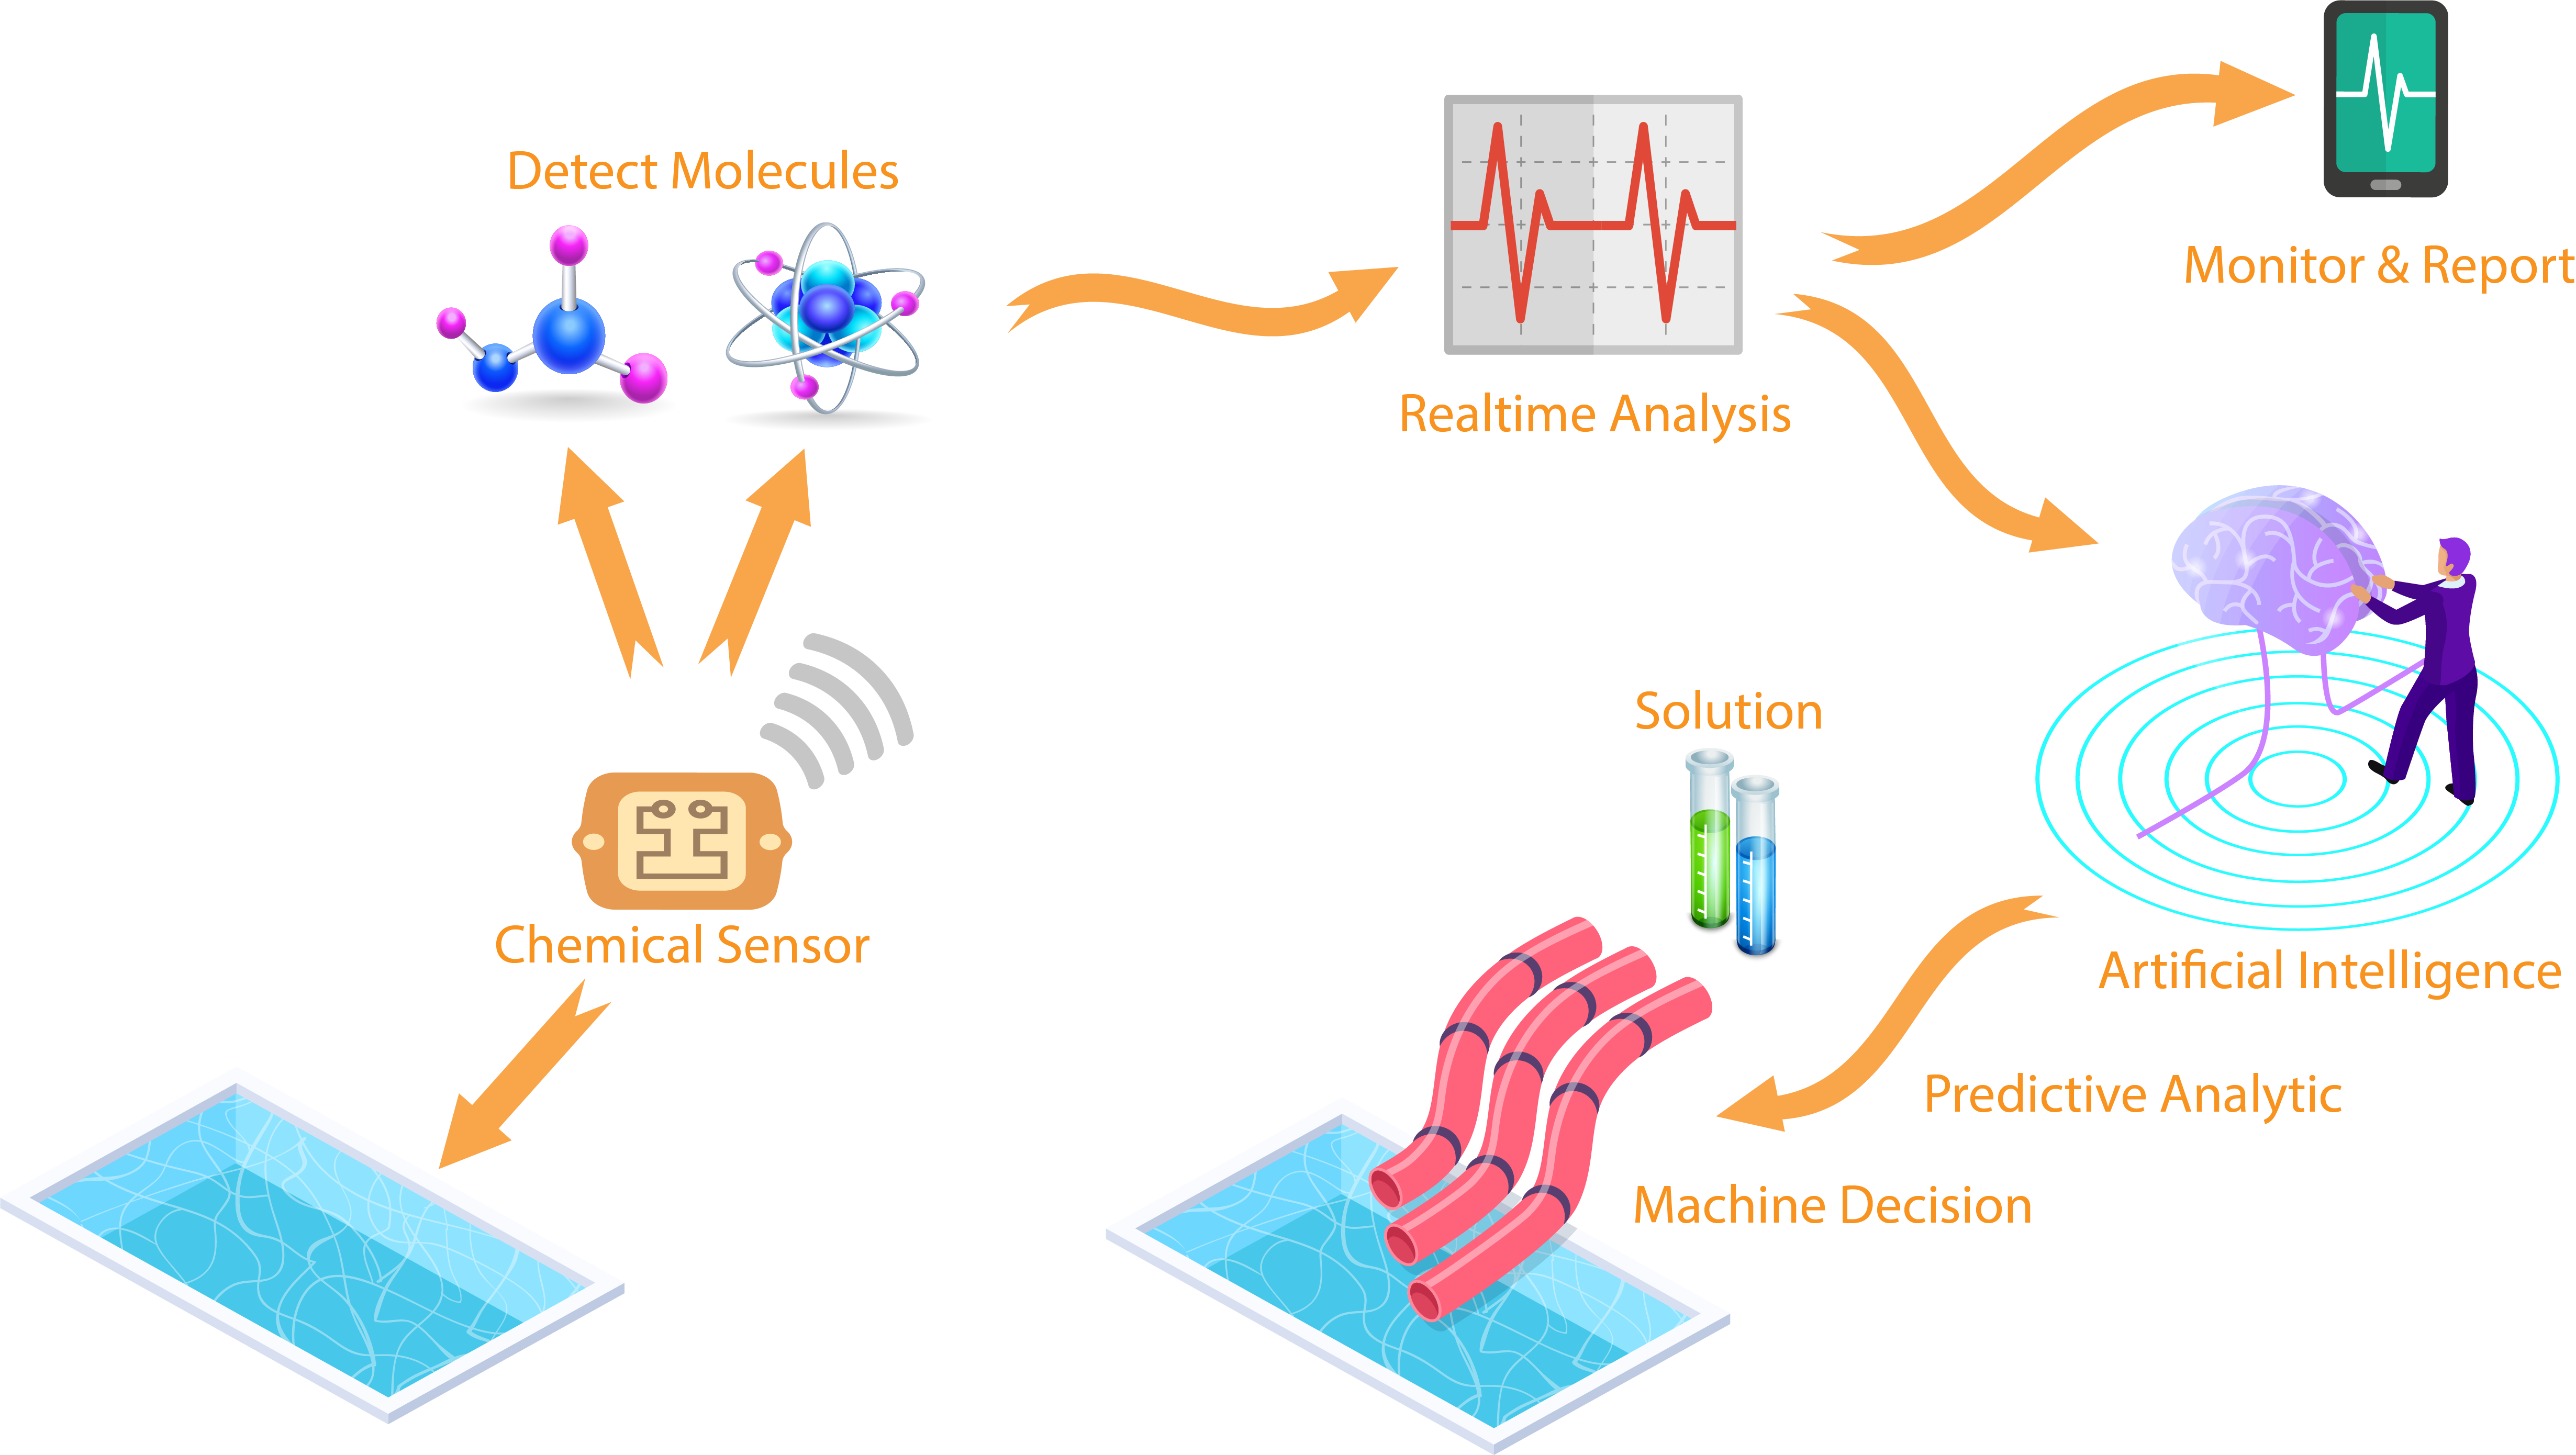 Detect Molecules
Monitor & Report
Realtime Analysis
Solution
Chemical Sensor
Artificial Intelligence
Predictive Analytic
Machine Decision